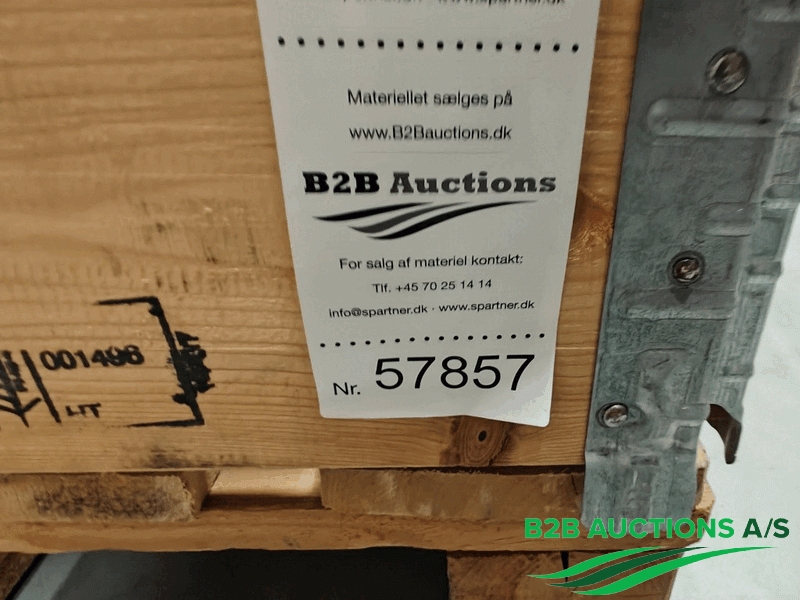 Materiellet sælges på
www.B2Bauctions.dk
B2B Auctions
For salg af materiel kontakt:
Tlf. +45 70 25 14 14
info@spartner.dk · www.spartner.dk
Nr. 57857
001496
LIT
B2B AUCTIONS A/S